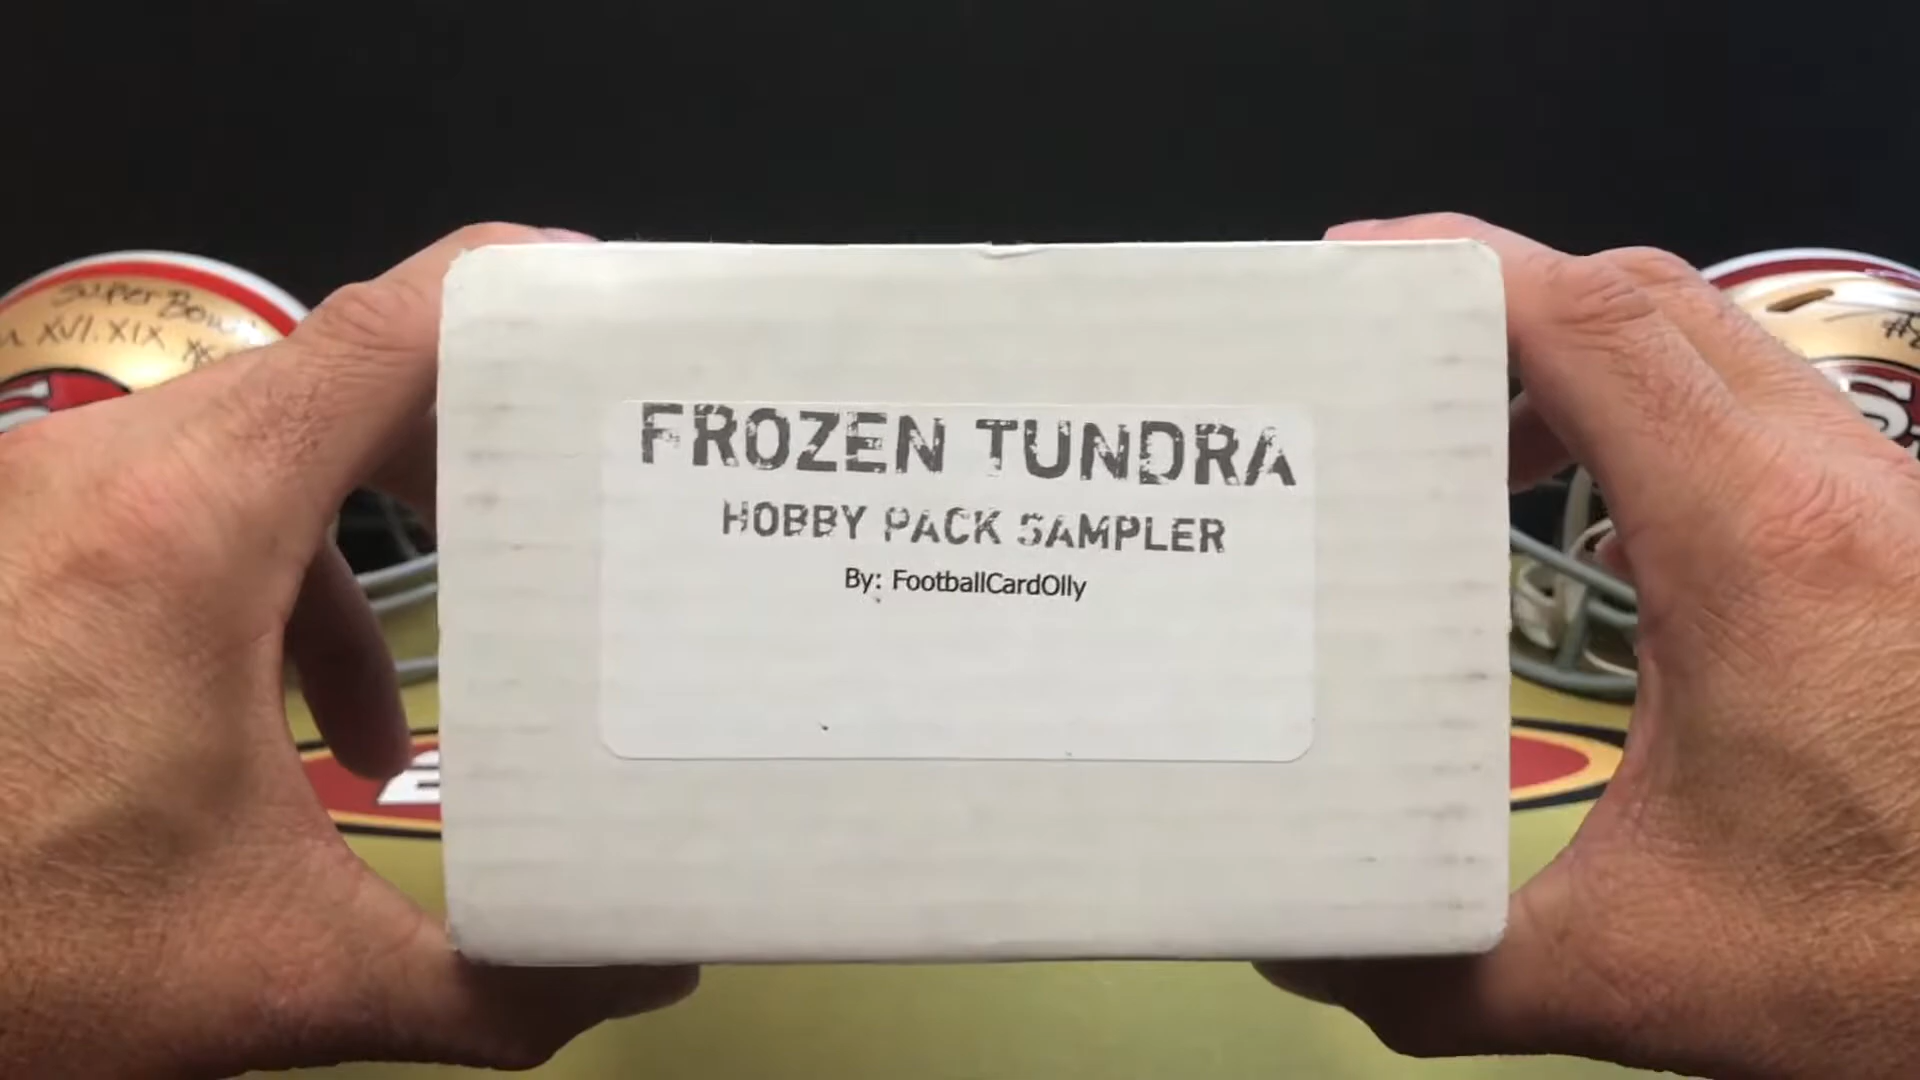 Super Bowl
XVI. XIX
FROZEN TUNDRA
HOBBY PACK SAMPLER
By: FootballCardOlly